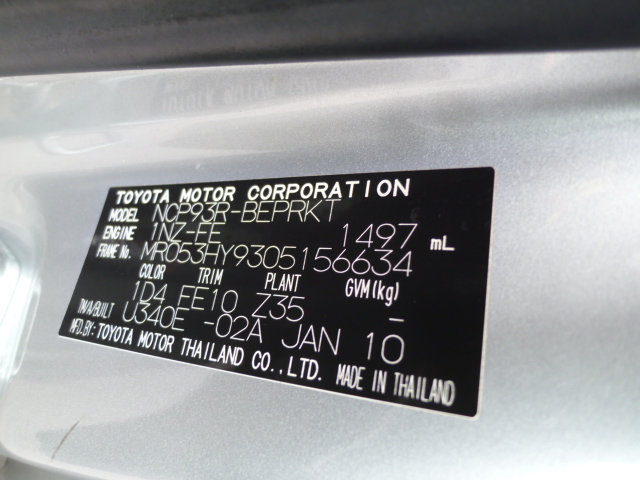 TOYOTA MOTOR CORPORATION
MODEL NCP93R-BEPRKT
ENGINE 1NZ-FE 1497 mL
FRAME No. MR053HY9305156634
COLOR TRIM PLANT GVM(kg)
1D4 FE10 Z35 -
TM/A/BUILT U340E -02A JAN 10
MFD.BY: TOYOTA MOTOR THAILAND CO.,LTD. MADE IN THAILAND